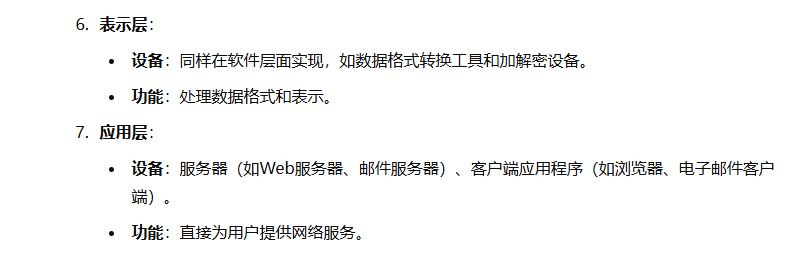 6. 表示层：
• 设备：同样在软件层面实现，如数据格式转换工具和加解密设备。
• 功能：处理数据格式和表示。
7. 应用层：
• 设备：服务器（如Web服务器、邮件服务器）、客户端应用程序（如浏览器、电子邮件客户
端）。
• 功能：直接为用户提供网络服务。